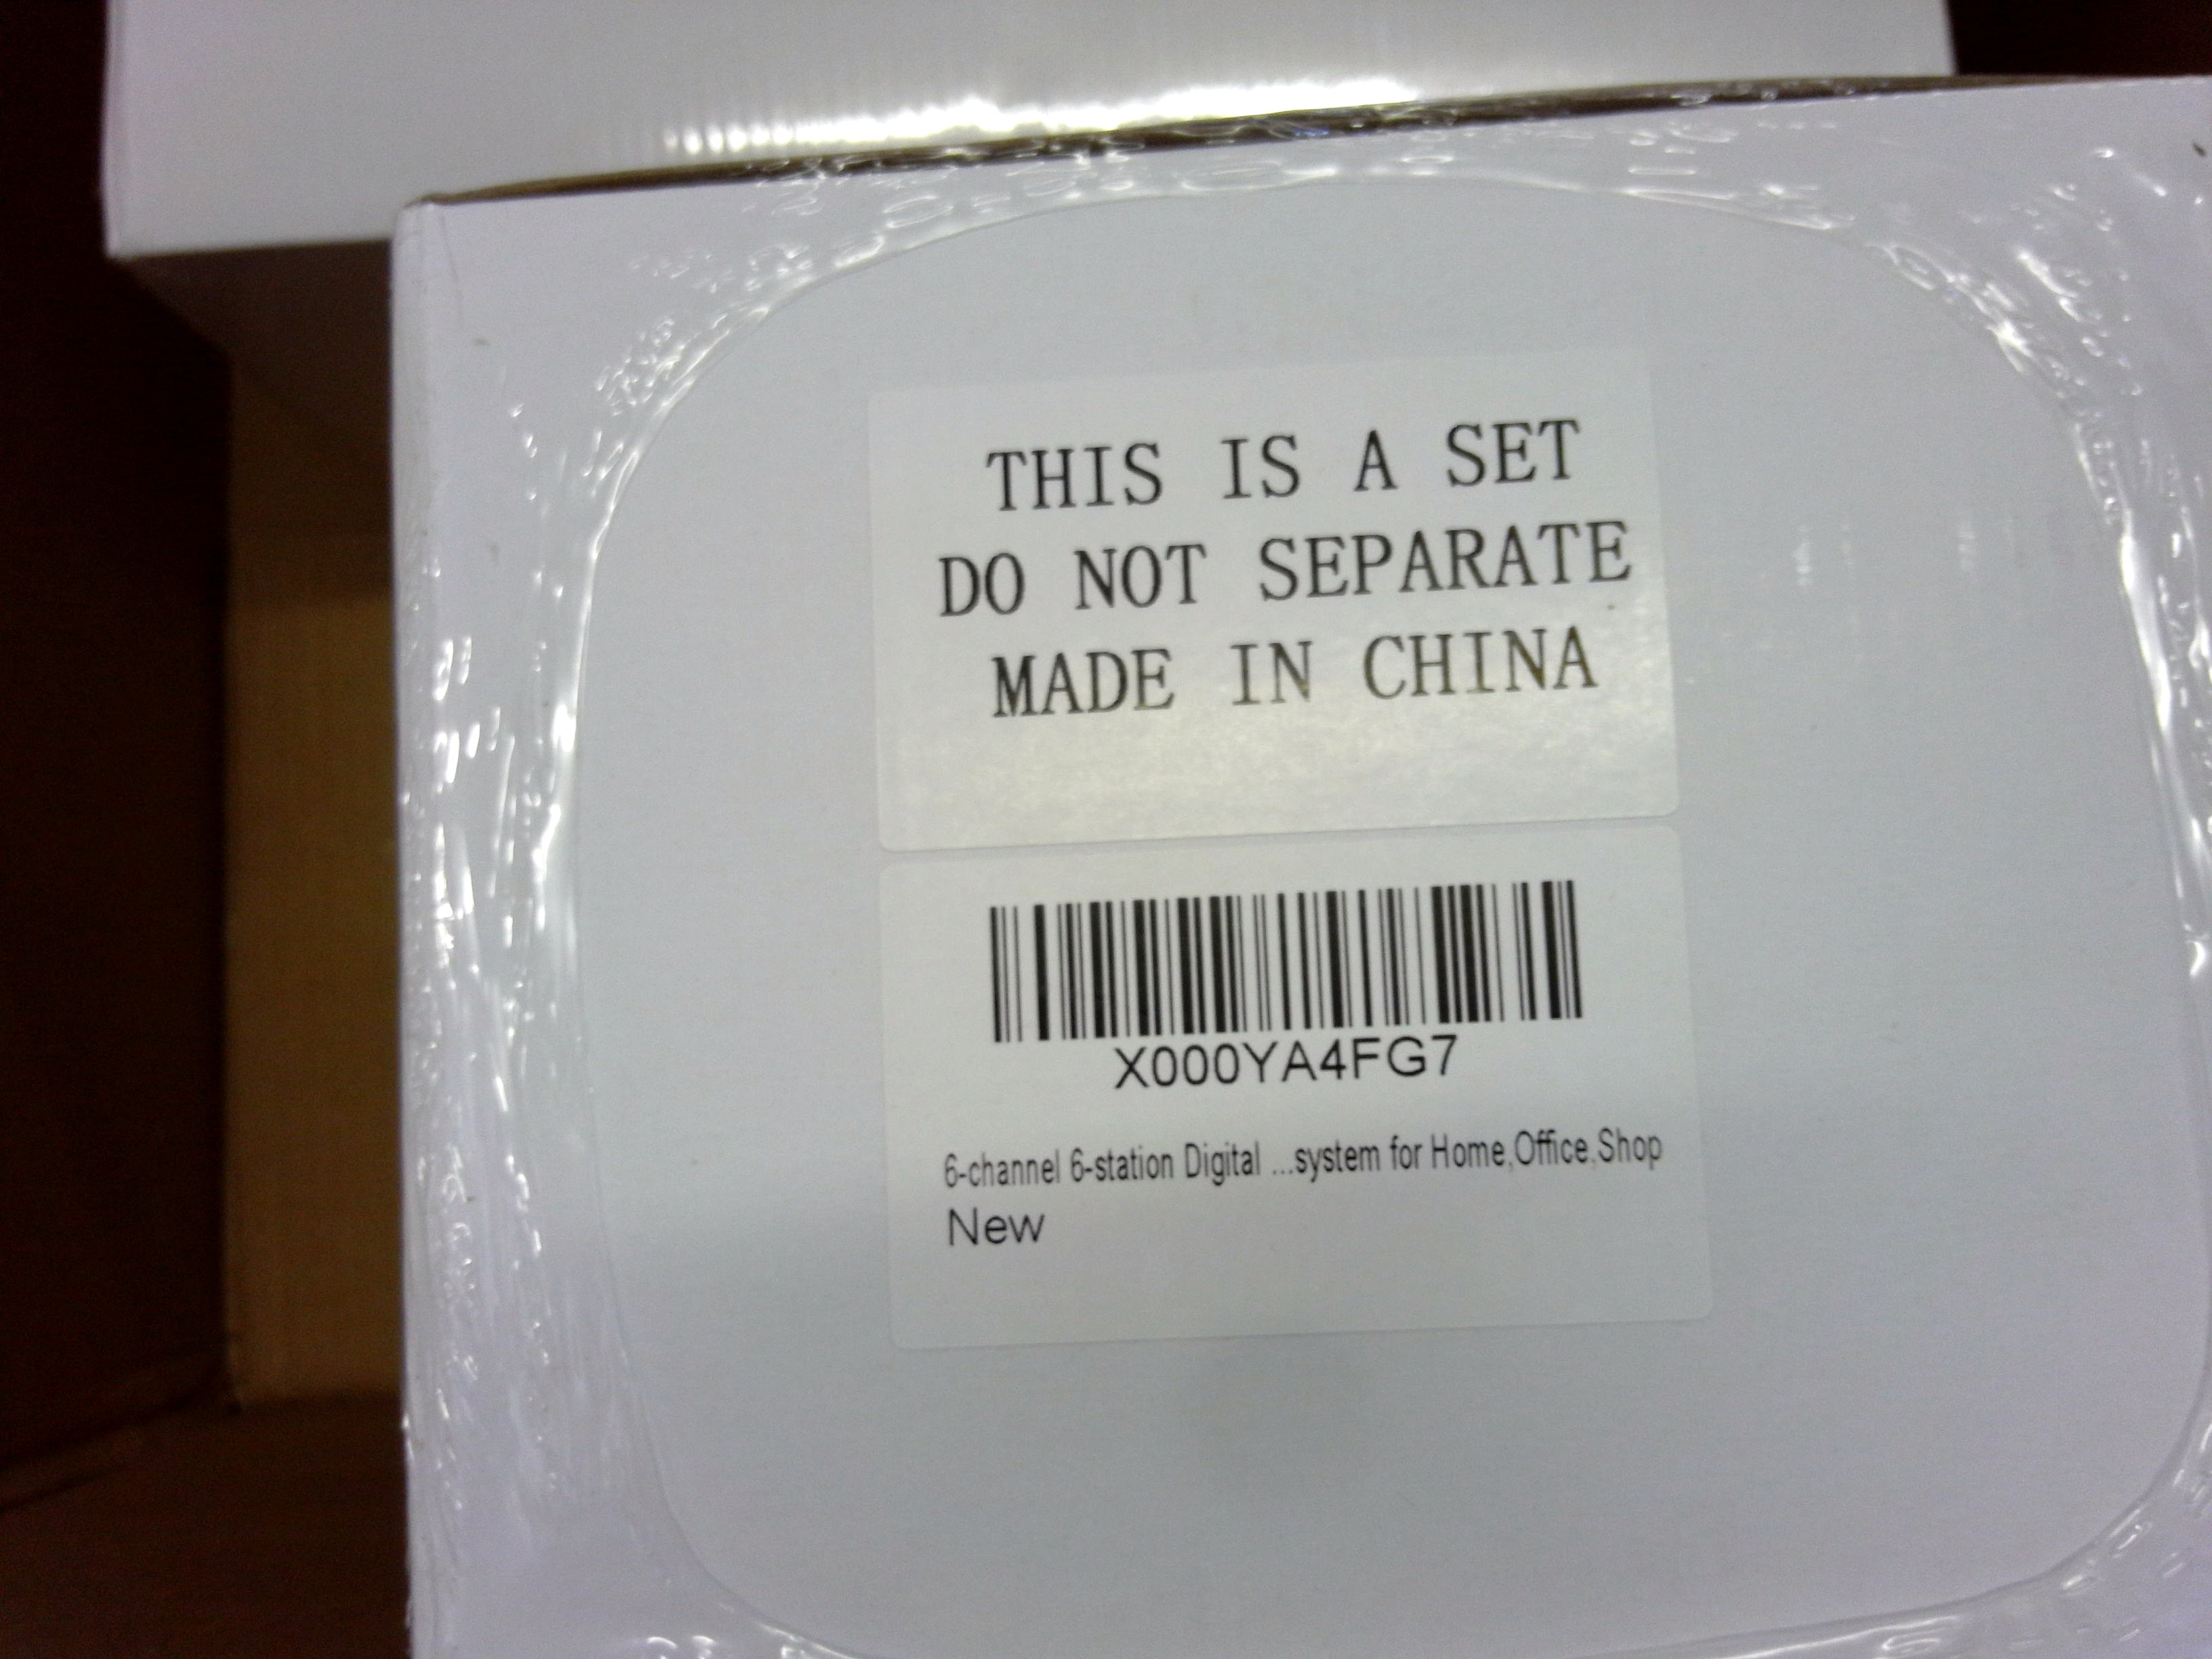 THIS IS A SET
DO NOT SEPARATE
MADE IN CHINA
X000YA4FG7
6-channel 6-station Digital ...system for Home,Office,Shop
New